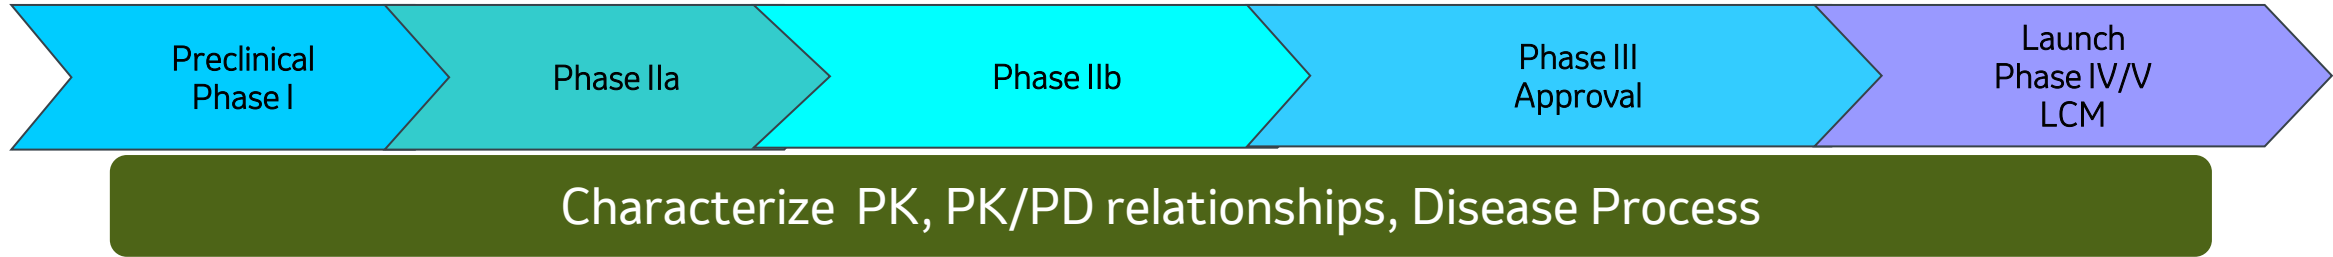 Preclinical
Phase I
Phase IIa
Phase IIb
Phase III
Approval
Launch
Phase IV/V
LCM
Characterize  PK, PK/PD relationships, Disease Process